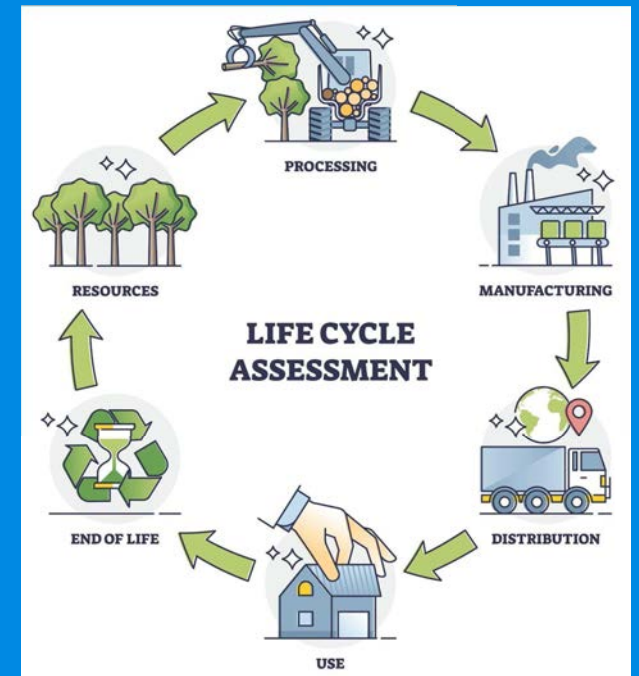 PROCESSING
RESOURCES
MANUFACTURING
LIFE CYCLE
ASSESSMENT
END OF LIFE
DISTRIBUTION
USE